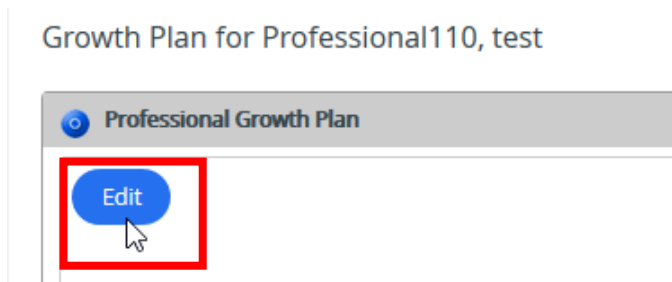 Growth Plan for Professional110, test
Professional Growth Plan
Edit